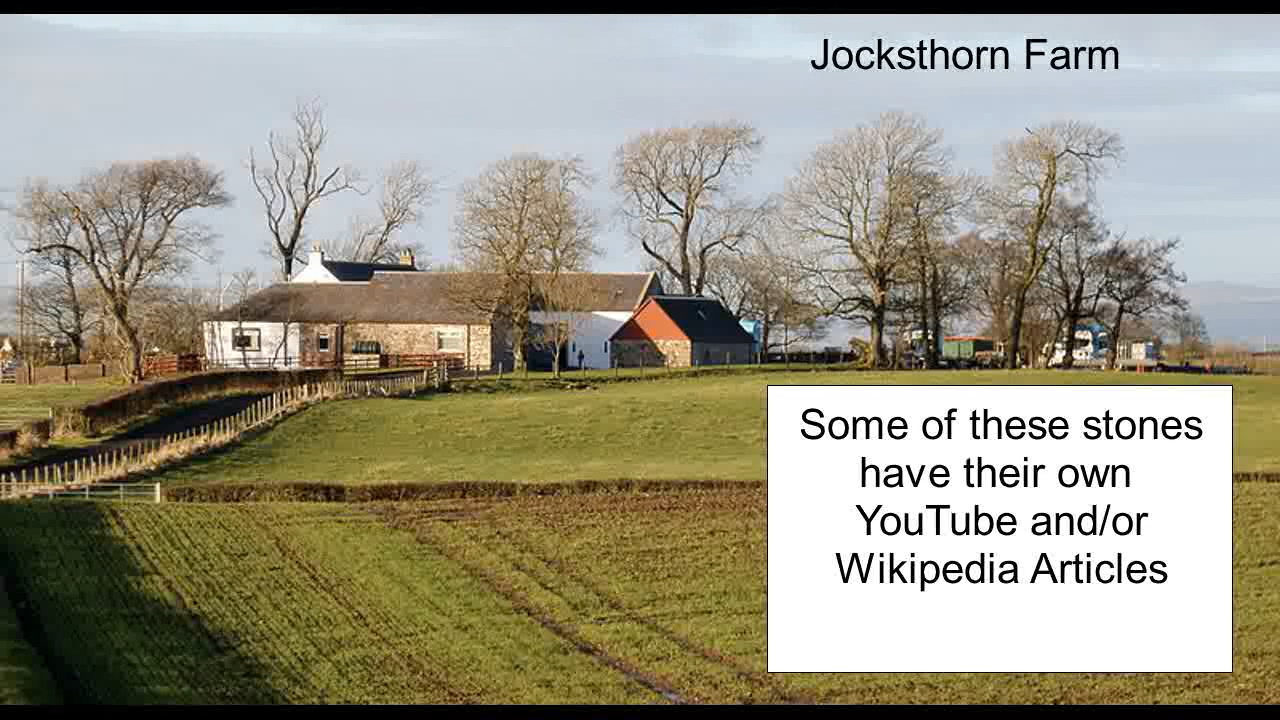 Jocksthorn Farm
Some of these stones
have their own
YouTube and/or
Wikipedia Articles